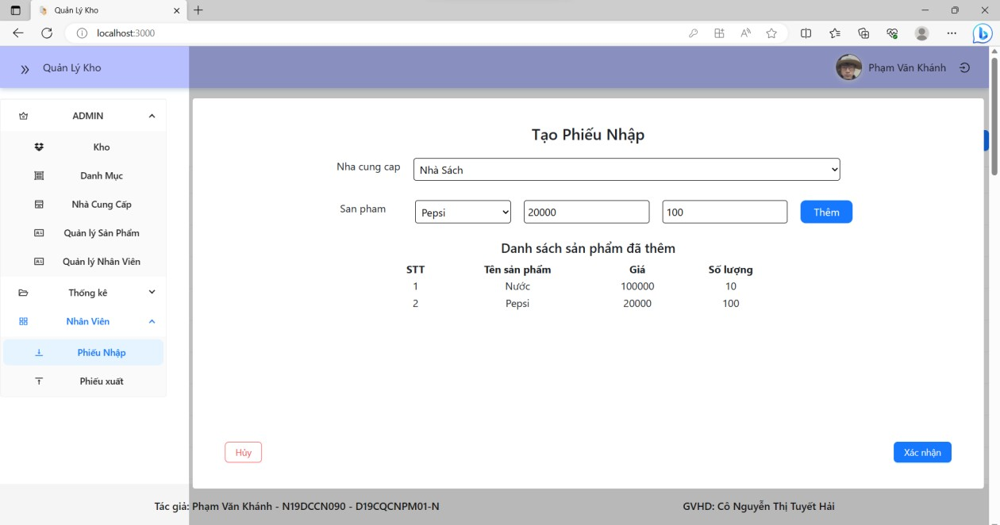 Quản Lý Kho
localhost:3000
Quản Lý Kho
Phạm Văn Khánh
ADMIN
Kho
Danh Mục
Nhà Cung Cấp
Quản lý Sản Phẩm
Quản lý Nhân Viên
Thống kê
Nhân Viên
Phiếu Nhập
Phiếu xuất
Tạo Phiếu Nhập
Nha cung cap Nhà Sách
San pham Pepsi 20000 100 Thêm
Danh sách sản phẩm đã thêm
STT Tên sản phẩm Giá Số lượng
1 Nước 100000 10
2 Pepsi 20000 100
Hủy Xác nhận
Tác giả: Phạm Văn Khánh - N19DCCN090 - D19CQCNPM01-N GVHD: Cô Nguyễn Thị Tuyết Hải